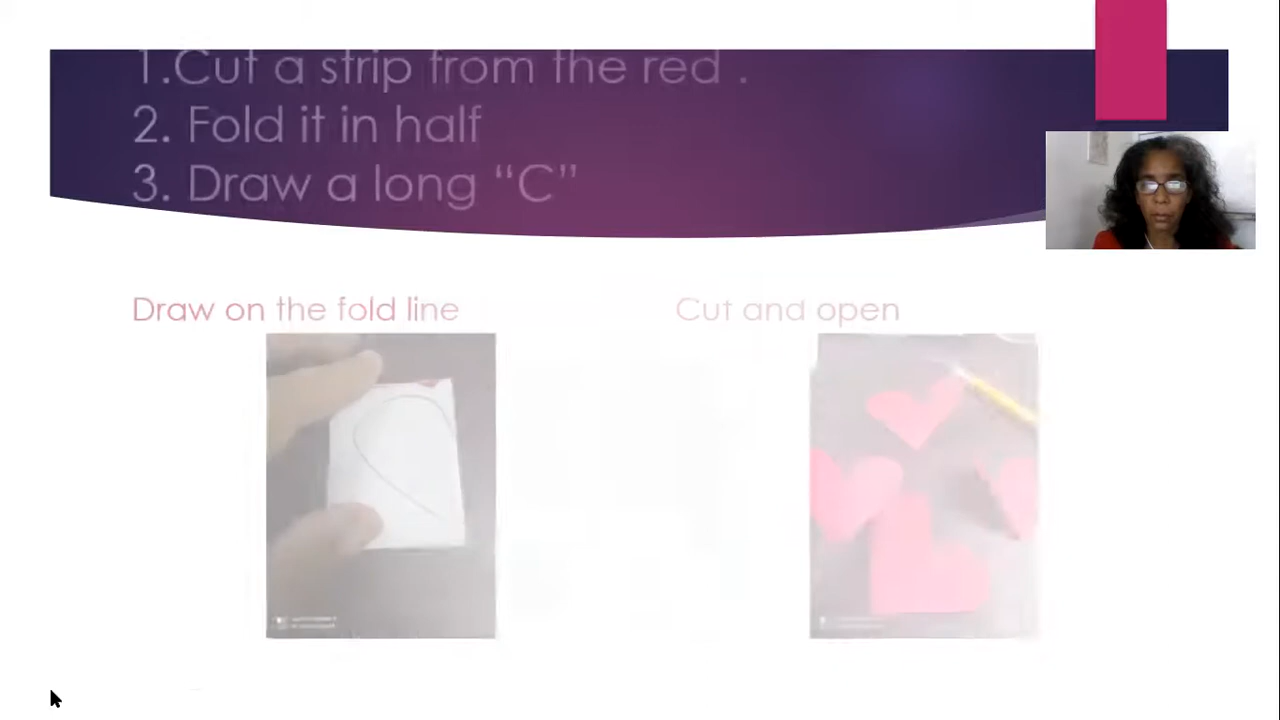 1.Cut a strip from the red .
2. Fold it in half
3. Draw a long “C”
Draw on the fold line
Cut and open